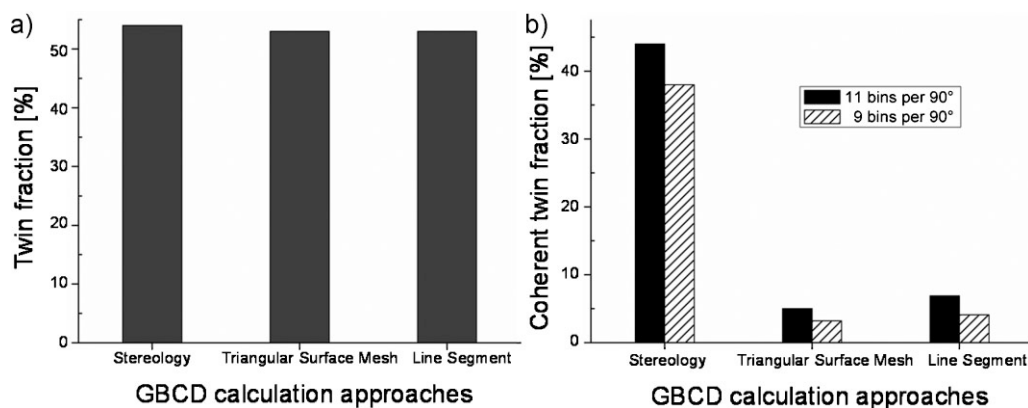 a)
Twin fraction [%]
50
40
30
20
10
0
Stereology Triangular Surface Mesh Line Segment
GBCD calculation approaches
b)
Coherent twin fraction [%]
40
30
20
10
0
11 bins per 90°
9 bins per 90°
Stereology Triangular Surface Mesh Line Segment
GBCD calculation approaches